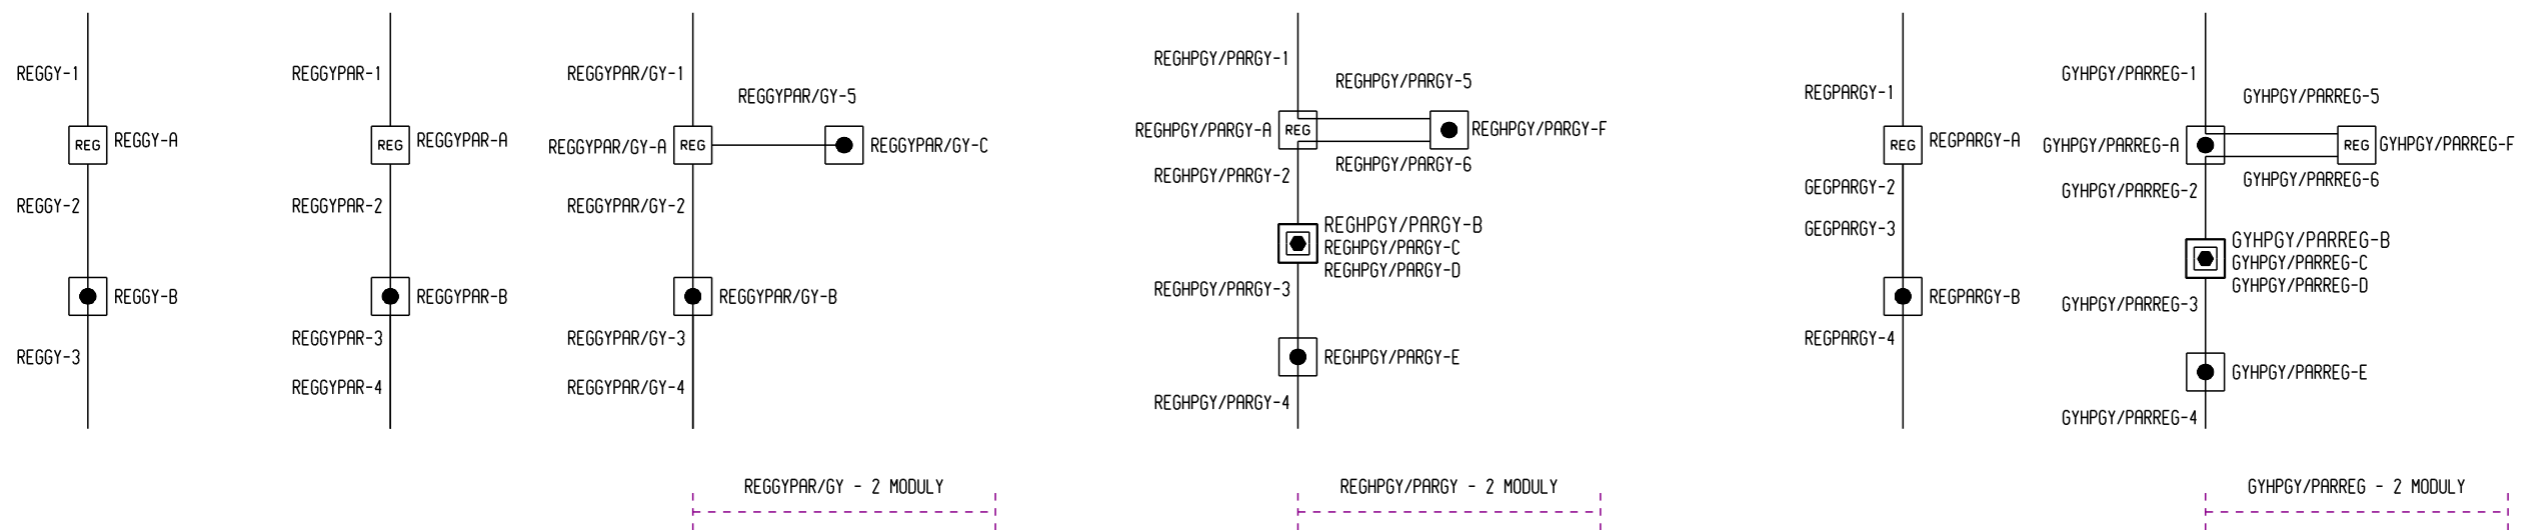 REGGY-1
REG
REGGY-A
REGGY-2
REGGY-B
REGGY-3
REGGYPAR-1
REG
REGGYPAR-A
REGGYPAR-2
REGGYPAR-B
REGGYPAR-3
REGGYPAR-4
REGGYPAR/GY-1
REGGYPAR/GY-5
REGGYPAR/GY-A
REG
REGGYPAR/GY-C
REGGYPAR/GY-2
REGGYPAR/GY-B
REGGYPAR/GY-3
REGGYPAR/GY-4
REGGYPAR/GY - 2 MODULY
REGHPGY/PARGY-1
REGHPGY/PARGY-5
REGHPGY/PARGY-A
REG
REGHPGY/PARGY-F
REGHPGY/PARGY-6
REGHPGY/PARGY-2
REGHPGY/PARGY-B
REGHPGY/PARGY-C
REGHPGY/PARGY-D
REGHPGY/PARGY-3
REGHPGY/PARGY-E
REGHPGY/PARGY-4
REGHPGY/PARGY - 2 MODULY
REGPARGY-1
REG
REGPARGY-A
GEGPARGY-2
GEGPARGY-3
REGPARGY-B
REGPARGY-4
GYHPGY/PARREG-1
GYHPGY/PARREG-5
GYHPGY/PARREG-A
REG
GYHPGY/PARREG-F
GYHPGY/PARREG-6
GYHPGY/PARREG-2
GYHPGY/PARREG-B
GYHPGY/PARREG-C
GYHPGY/PARREG-D
GYHPGY/PARREG-3
GYHPGY/PARREG-E
GYHPGY/PARREG-4
GYHPGY/PARREG - 2 MODULY